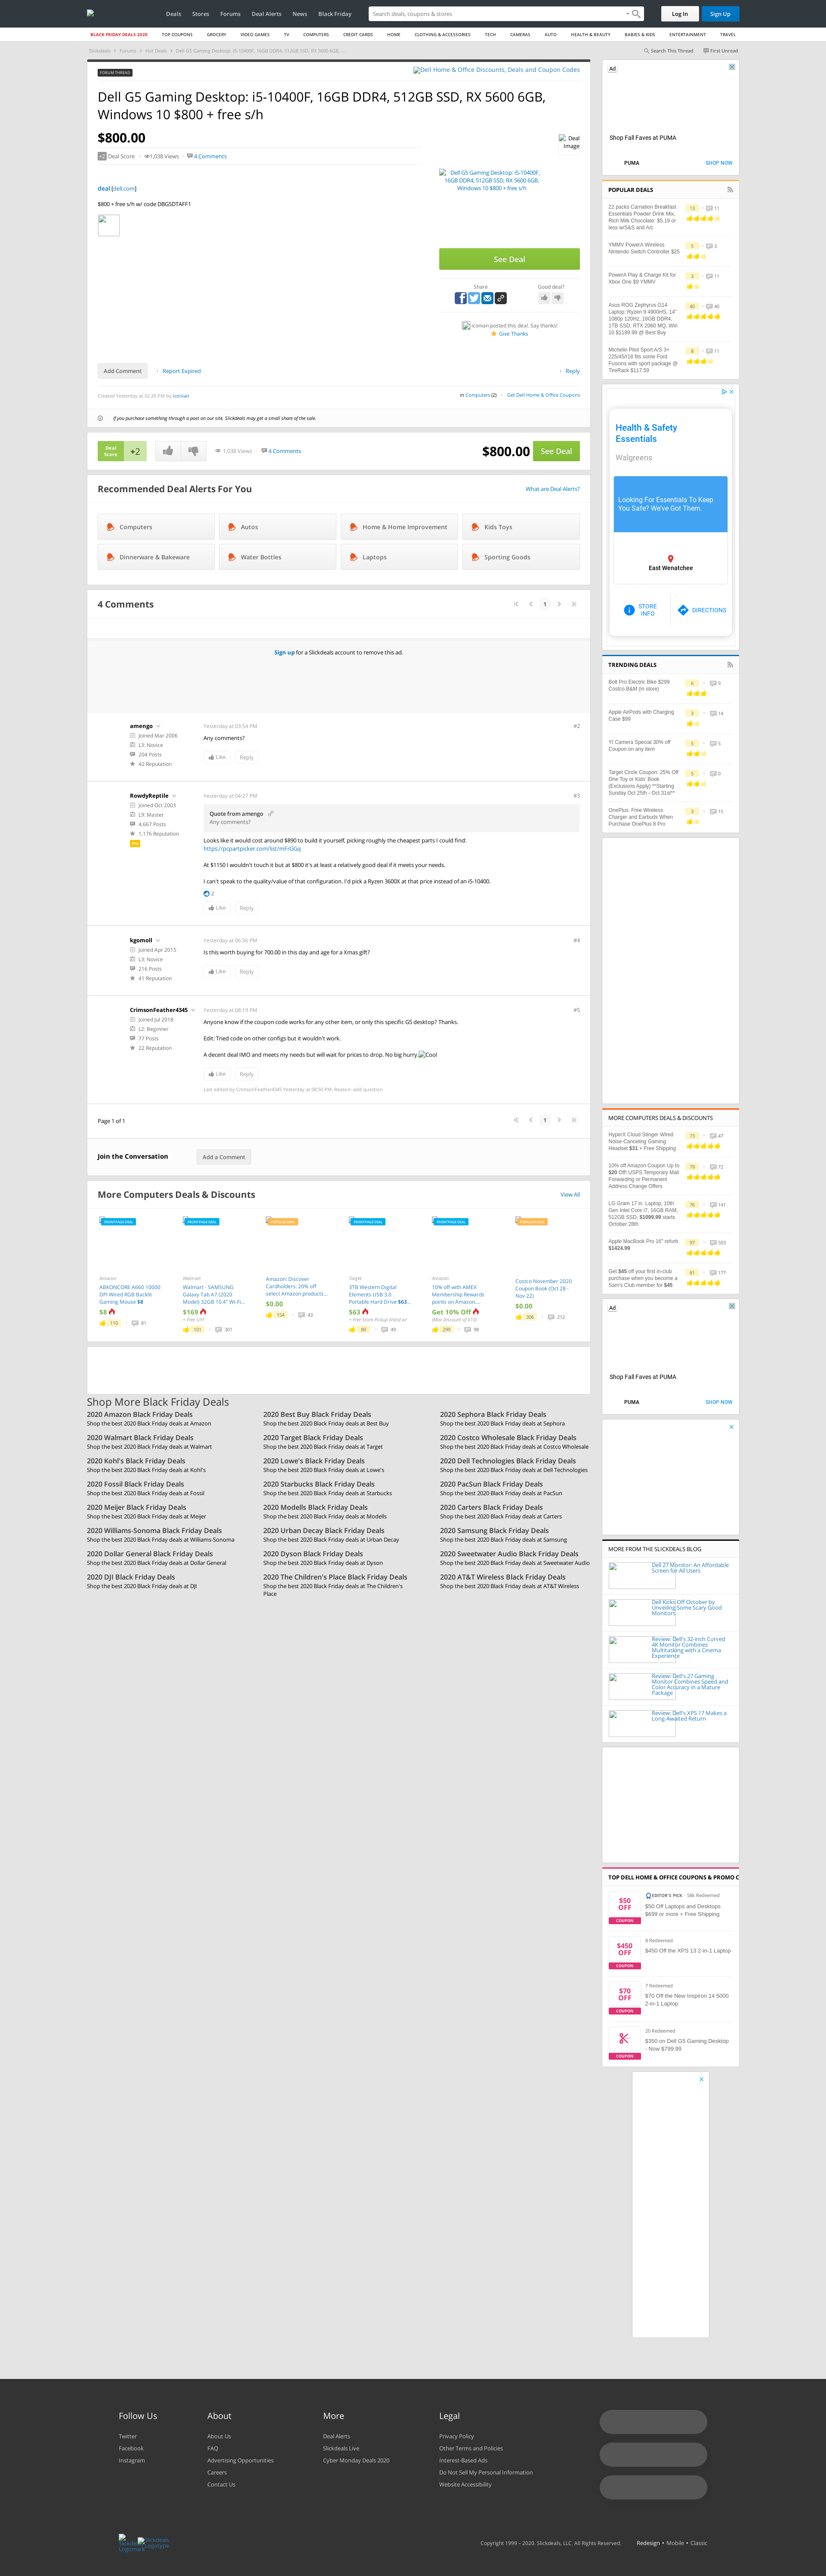 Deals Stores Forums Deal Alerts News Black Friday
Search deals, coupons & stores
Log In
Sign Up
BLACK FRIDAY DEALS 2020 TOP COUPONS GROCERY VIDEO GAMES TV COMPUTERS CREDIT CARDS HOME CLOTHING & ACCESSORIES TECH CAMERAS AUTO HEALTH & BEAUTY BABIES & KIDS ENTERTAINMENT TRAVEL
Slickdeals > Forums > Hot Deals > Dell G5 Gaming Desktop: i5-10400F, 16GB DDR4, 512GB SSD, RX 5600 6GB, ...
Search This Thread First Unread
FORUM THREAD
Dell Home & Office Discounts, Deals and Coupon Codes
Dell G5 Gaming Desktop: i5-10400F, 16GB DDR4, 512GB SSD, RX 5600 6GB,
Windows 10 $800 + free s/h
$800.00
Deal Image
+2 Deal Score 1,038 Views 4 Comments
Dell G5 Gaming Desktop: i5-10400F,
16GB DDR4, 512GB SSD, RX 5600 6GB,
Windows 10 $800 + free s/h
deal [dell.com]
$800 + free s/h w/ code DBGSDTAFF1
See Deal
Share
Good deal?
iconian posted this deal. Say thanks!
Give Thanks
Add Comment
Report Expired
Reply
Created Yesterday at 02:26 PM by iconian
in Computers (2) Get Dell Home & Office Coupons
If you purchase something through a post on our site, Slickdeals may get a small share of the sale.
Deal Score +2
1,038 Views 4 Comments
$800.00 See Deal
Recommended Deal Alerts For You
What are Deal Alerts?
Computers
Autos
Home & Home Improvement
Kids Toys
Dinnerware & Bakeware
Water Bottles
Laptops
Sporting Goods
4 Comments
1
Sign up for a Slickdeals account to remove this ad.
amengo
Joined Mar 2006
L3: Novice
204 Posts
42 Reputation
Yesterday at 03:54 PM
#2
Any comments?
Like Reply
RowdyReptile
Joined Oct 2003
L9: Master
4,667 Posts
1,176 Reputation
Pro
Yesterday at 04:27 PM
#3
Quote from amengo
Any comments?
Looks like it would cost around $890 to build it yourself, picking roughly the cheapest parts I could find:
https://pcpartpicker.com/list/mFrGGq
At $1150 I wouldn't touch it but at $800 it's at least a relatively good deal if it meets your needs.
I can't speak to the quality/value of that configuration. I'd pick a Ryzen 3600X at that price instead of an i5-10400.
2
Like Reply
kgomoll
Joined Apr 2015
L3: Novice
216 Posts
41 Reputation
Yesterday at 06:36 PM
#4
Is this worth buying for 700.00 in this day and age for a Xmas gift?
Like Reply
CrimsonFeather4345
Joined Jul 2018
L2: Beginner
77 Posts
22 Reputation
Yesterday at 08:19 PM
#5
Anyone know if the coupon code works for any other item, or only this specific G5 desktop? Thanks.
Edit: Tried code on other configs but it wouldn't work.
A decent deal IMO and meets my needs but will wait for prices to drop. No big hurry. Cool
Like Reply
Last edited by CrimsonFeather4345 Yesterday at 08:50 PM. Reason: add question
Page 1 of 1
1
Join the Conversation
Add a Comment
More Computers Deals & Discounts
View All
FRONTPAGE DEAL
Amazon
ABKONCORE A660 10000
DPI Wired RGB Backlit
Gaming Mouse $8
$8
110 81
FRONTPAGE DEAL
Walmart
Walmart - SAMSUNG
Galaxy Tab A7 (2020
Model) 32GB 10.4" Wi-Fi...
$169
+ Free S/H
101 301
POPULAR DEAL
Amazon: Discover
Cardholders: 20% off
select Amazon products...
$0.00
154 43
FRONTPAGE DEAL
Target
3TB Western Digital
Elements USB 3.0
Portable Hard Drive $63...
$63
+ Free Store Pickup Valid w/
80 49
FRONTPAGE DEAL
Amazon
10% off with AMEX
Membership Rewards
points on Amazon....
Get 10% Off
(Max Discount of $10)
299 98
POPULAR DEAL
Costco November 2020
Coupon Book (Oct 28 -
Nov 22)
$0.00
306 212
Shop More Black Friday Deals
2020 Amazon Black Friday Deals
Shop the best 2020 Black Friday deals at Amazon
2020 Best Buy Black Friday Deals
Shop the best 2020 Black Friday deals at Best Buy
2020 Sephora Black Friday Deals
Shop the best 2020 Black Friday deals at Sephora
2020 Walmart Black Friday Deals
Shop the best 2020 Black Friday deals at Walmart
2020 Target Black Friday Deals
Shop the best 2020 Black Friday deals at Target
2020 Costco Wholesale Black Friday Deals
Shop the best 2020 Black Friday deals at Costco Wholesale
2020 Kohl's Black Friday Deals
Shop the best 2020 Black Friday deals at Kohl's
2020 Lowe's Black Friday Deals
Shop the best 2020 Black Friday deals at Lowe's
2020 Dell Technologies Black Friday Deals
Shop the best 2020 Black Friday deals at Dell Technologies
2020 Fossil Black Friday Deals
Shop the best 2020 Black Friday deals at Fossil
2020 Starbucks Black Friday Deals
Shop the best 2020 Black Friday deals at Starbucks
2020 PacSun Black Friday Deals
Shop the best 2020 Black Friday deals at PacSun
2020 Meijer Black Friday Deals
Shop the best 2020 Black Friday deals at Meijer
2020 Modells Black Friday Deals
Shop the best 2020 Black Friday deals at Modells
2020 Carters Black Friday Deals
Shop the best 2020 Black Friday deals at Carters
2020 Williams-Sonoma Black Friday Deals
Shop the best 2020 Black Friday deals at Williams-Sonoma
2020 Urban Decay Black Friday Deals
Shop the best 2020 Black Friday deals at Urban Decay
2020 Samsung Black Friday Deals
Shop the best 2020 Black Friday deals at Samsung
2020 Dollar General Black Friday Deals
Shop the best 2020 Black Friday deals at Dollar General
2020 Dyson Black Friday Deals
Shop the best 2020 Black Friday deals at Dyson
2020 Sweetwater Audio Black Friday Deals
Shop the best 2020 Black Friday deals at Sweetwater Audio
2020 DJI Black Friday Deals
Shop the best 2020 Black Friday deals at DJI
2020 The Children's Place Black Friday Deals
Shop the best 2020 Black Friday deals at The Children's
Place
2020 AT&T Wireless Black Friday Deals
Shop the best 2020 Black Friday deals at AT&T Wireless
Ad
Shop Fall Faves at PUMA
PUMA SHOP NOW
POPULAR DEALS
22 packs Carnation Breakfast
Essentials Powder Drink Mix,
Rich Milk Chocolate: $5.19 or
less w/S&S and A/c
13 11
YMMV PowerA Wireless
Nintendo Switch Controller $25
5 3
PowerA Play & Charge Kit for
Xbox One $9 YMMV
3 11
Asus ROG Zephyrus G14
Laptop: Ryzen 9 4900HS, 14"
1080p 120Hz, 16GB DDR4,
1TB SSD, RTX 2060 MQ, Win
10 $1199.99 @ Best Buy
40 40
Michelin Pilot Sport A/S 3+
225/45/r18 fits some Ford
Fusions with sport package @
TireRack $117.59
8 11
Health & Safety
Essentials
Walgreens
Looking For Essentials To Keep
You Safe? We've Got Them.
East Wenatchee
STORE INFO
DIRECTIONS
TRENDING DEALS
Bolt Pro Electric Bike $299
Costco B&M (in store)
6 9
Apple AirPods with Charging
Case $99
3 14
YI Camera Special 30% off
Coupon on any item
5 5
Target Circle Coupon: 25% Off
One Toy or Kids' Book
(Exclusions Apply) **Starting
Sunday Oct 25th - Oct 31st**
5 0
OnePlus: Free Wireless
Charger and Earbuds When
Purchase OnePlus 8 Pro
3 15
MORE COMPUTERS DEALS & DISCOUNTS
HyperX Cloud Stinger Wired
Noise-Canceling Gaming
Headset $31 + Free Shipping
73 47
10% off Amazon Coupon Up to
$20 Off! USPS Temporary Mail
Forwarding or Permanent
Address Change Offers
79 72
LG Gram 17 in. Laptop, 10th
Gen Intel Core i7, 16GB RAM,
512GB SSD, $1099.99 starts
October 28th
76 141
Apple MacBook Pro 16" refurb
$1424.99
97 503
Get $45 off your first in-club
purchase when you become a
Sam's Club member for $45
61 177
Ad
Shop Fall Faves at PUMA
PUMA SHOP NOW
MORE FROM THE SLICKDEALS BLOG
Dell 27 Monitor: An Affordable
Screen for All Users
Dell Kicks Off October by
Unveiling Some Scary Good
Monitors
Review: Dell's 32-inch Curved
4K Monitor Combines
Multitasking with a Cinema
Experience
Review: Dell's 27 Gaming
Monitor Combines Speed and
Color Accuracy in a Mature
Package
Review: Dell's XPS 17 Makes a
Long-Awaited Return
TOP DELL HOME & OFFICE COUPONS & PROMO C
$50 OFF
COUPON
EDITOR'S PICK 58k Redeemed
$50 Off Laptops and Desktops
$699 or more + Free Shipping
$450 OFF
COUPON
8 Redeemed
$450 Off the XPS 13 2-in-1 Laptop
$70 OFF
COUPON
7 Redeemed
$70 Off the New Inspiron 14 5000
2-in-1 Laptop
COUPON
20 Redeemed
$350 on Dell G5 Gaming Desktop
- Now $799.99
Follow Us
Twitter
Facebook
Instagram
About
About Us
FAQ
Advertising Opportunities
Careers
Contact Us
More
Deal Alerts
Slickdeals Live
Cyber Monday Deals 2020
Legal
Privacy Policy
Other Terms and Policies
Interest-Based Ads
Do Not Sell My Personal Information
Website Accessibility
Slickdeals Logomark
Slickdeals Logotype
Copyright 1999 - 2020. Slickdeals, LLC. All Rights Reserved.
Redesign • Mobile • Classic